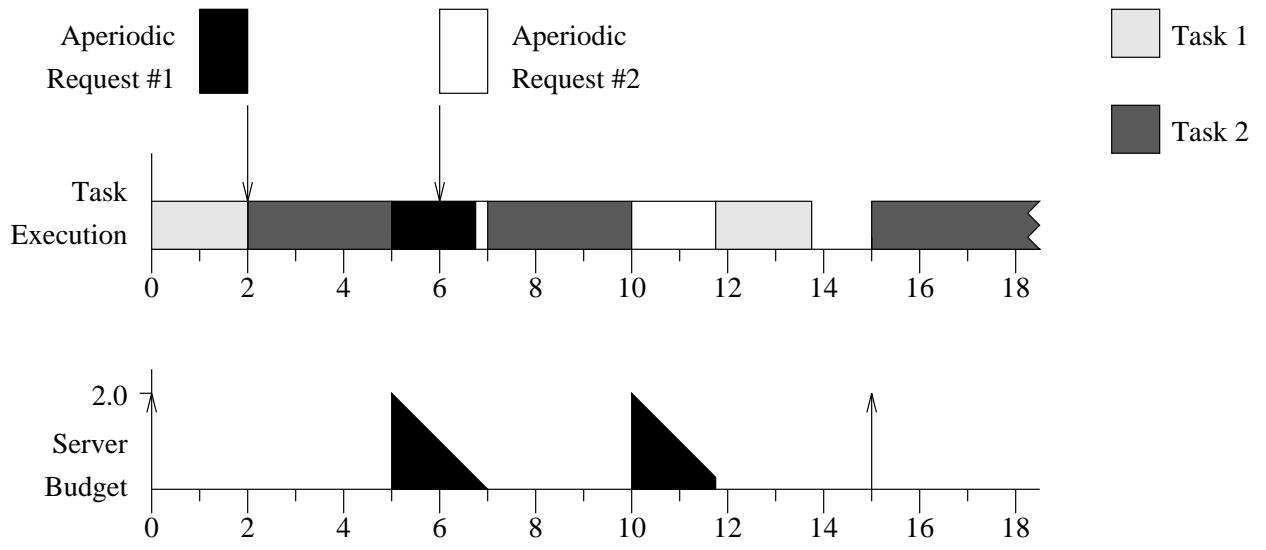 Aperiodic
Request #1
Aperiodic
Request #2
Task 1
Task 2
Task
Execution
0 2 4 6 8 10 12 14 16 18
2.0
Server
Budget
0 2 4 6 8 10 12 14 16 18